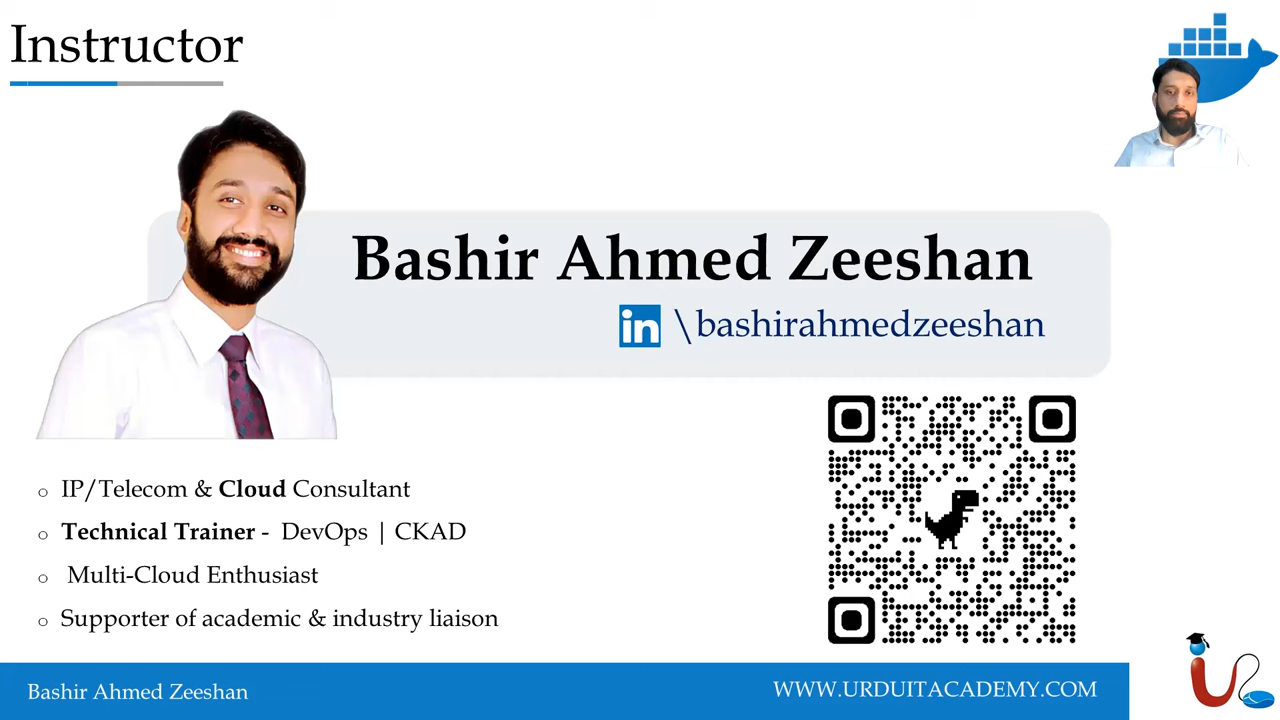 Instructor
Bashir Ahmed Zeeshan
in \bashirahmedzeeshan
IP/Telecom & Cloud Consultant
Technical Trainer - DevOps | CKAD
Multi-Cloud Enthusiast
Supporter of academic & industry liaison
Bashir Ahmed Zeeshan
WWW.URDUITACADEMY.COM